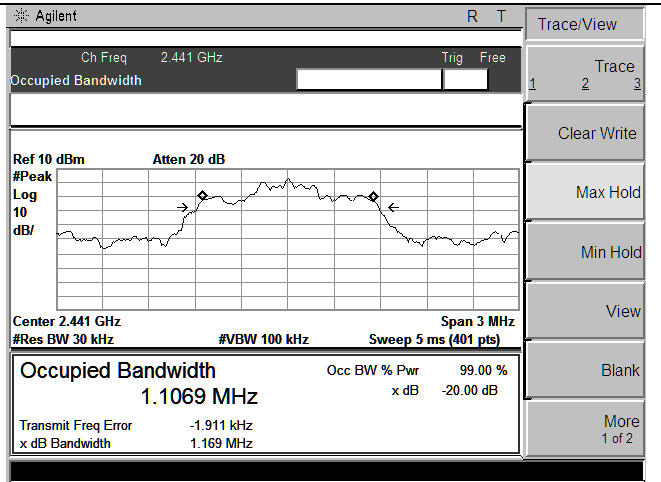 Agilent
R T
Trace/View
Ch Freq 2.441 GHz
Trig Free
Occupied Bandwidth
Trace
1 2 3
Clear Write
Max Hold
Min Hold
View
Blank
More
1 of 2
Ref 10 dBm Atten 20 dB
#Peak
Log
10
dB/
Center 2.441 GHz Span 3 MHz
#Res BW 30 kHz #VBW 100 kHz Sweep 5 ms (401 pts)
Occupied Bandwidth
1.1069 MHz
Occ BW % Pwr 99.00 %
x dB -20.00 dB
Transmit Freq Error -1.911 kHz
x dB Bandwidth 1.169 MHz